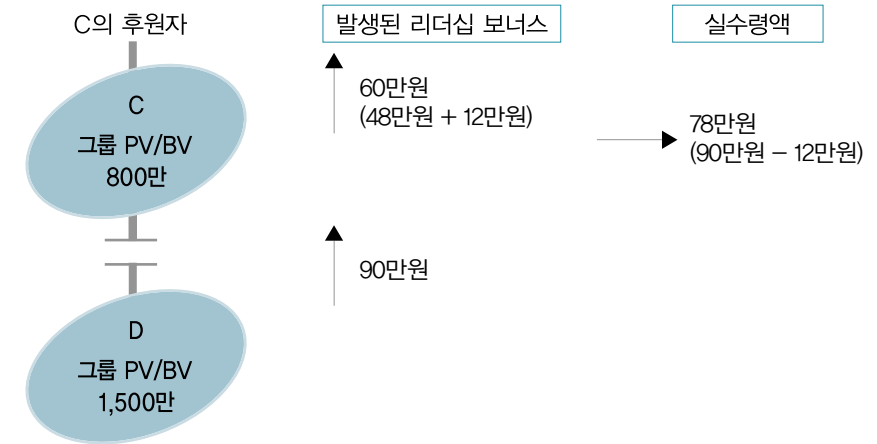 C의 후원자
발생된 리더십 보너스
실수령액
C
그룹 PV/BV
800만
60만원
(48만원 + 12만원)
78만원
(90만원 – 12만원)
90만원
D
그룹 PV/BV
1,500만